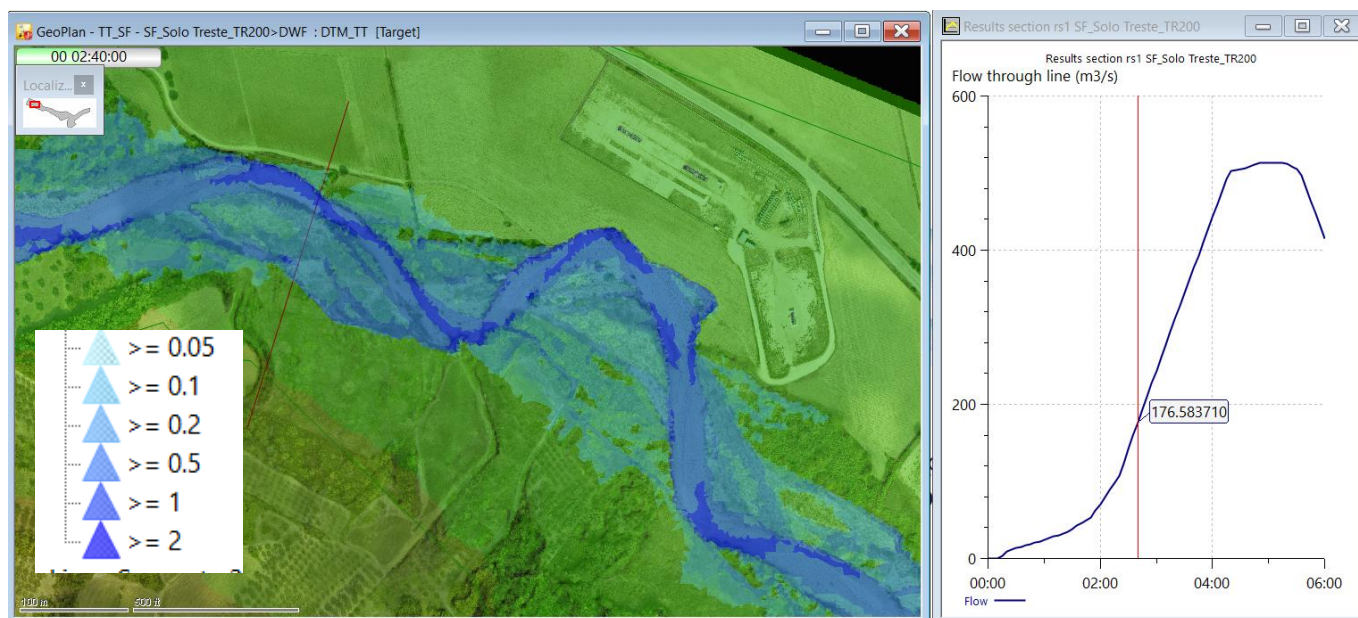 GeoPlan - TT_SF - SF_Solo Treste_TR200>DWF : DTM_TT [Target]
00 02:40:00
Localiz...
>= 0.05
>= 0.1
>= 0.2
>= 0.5
>= 1
>= 2
100 m
500 ft
Results section rs1 SF_Solo Treste_TR200
Results section rs1 SF_Solo Treste_TR200
Flow through line (m3/s)
600
400
200
0
176.583710
00:00 02:00 04:00 06:00
Flow